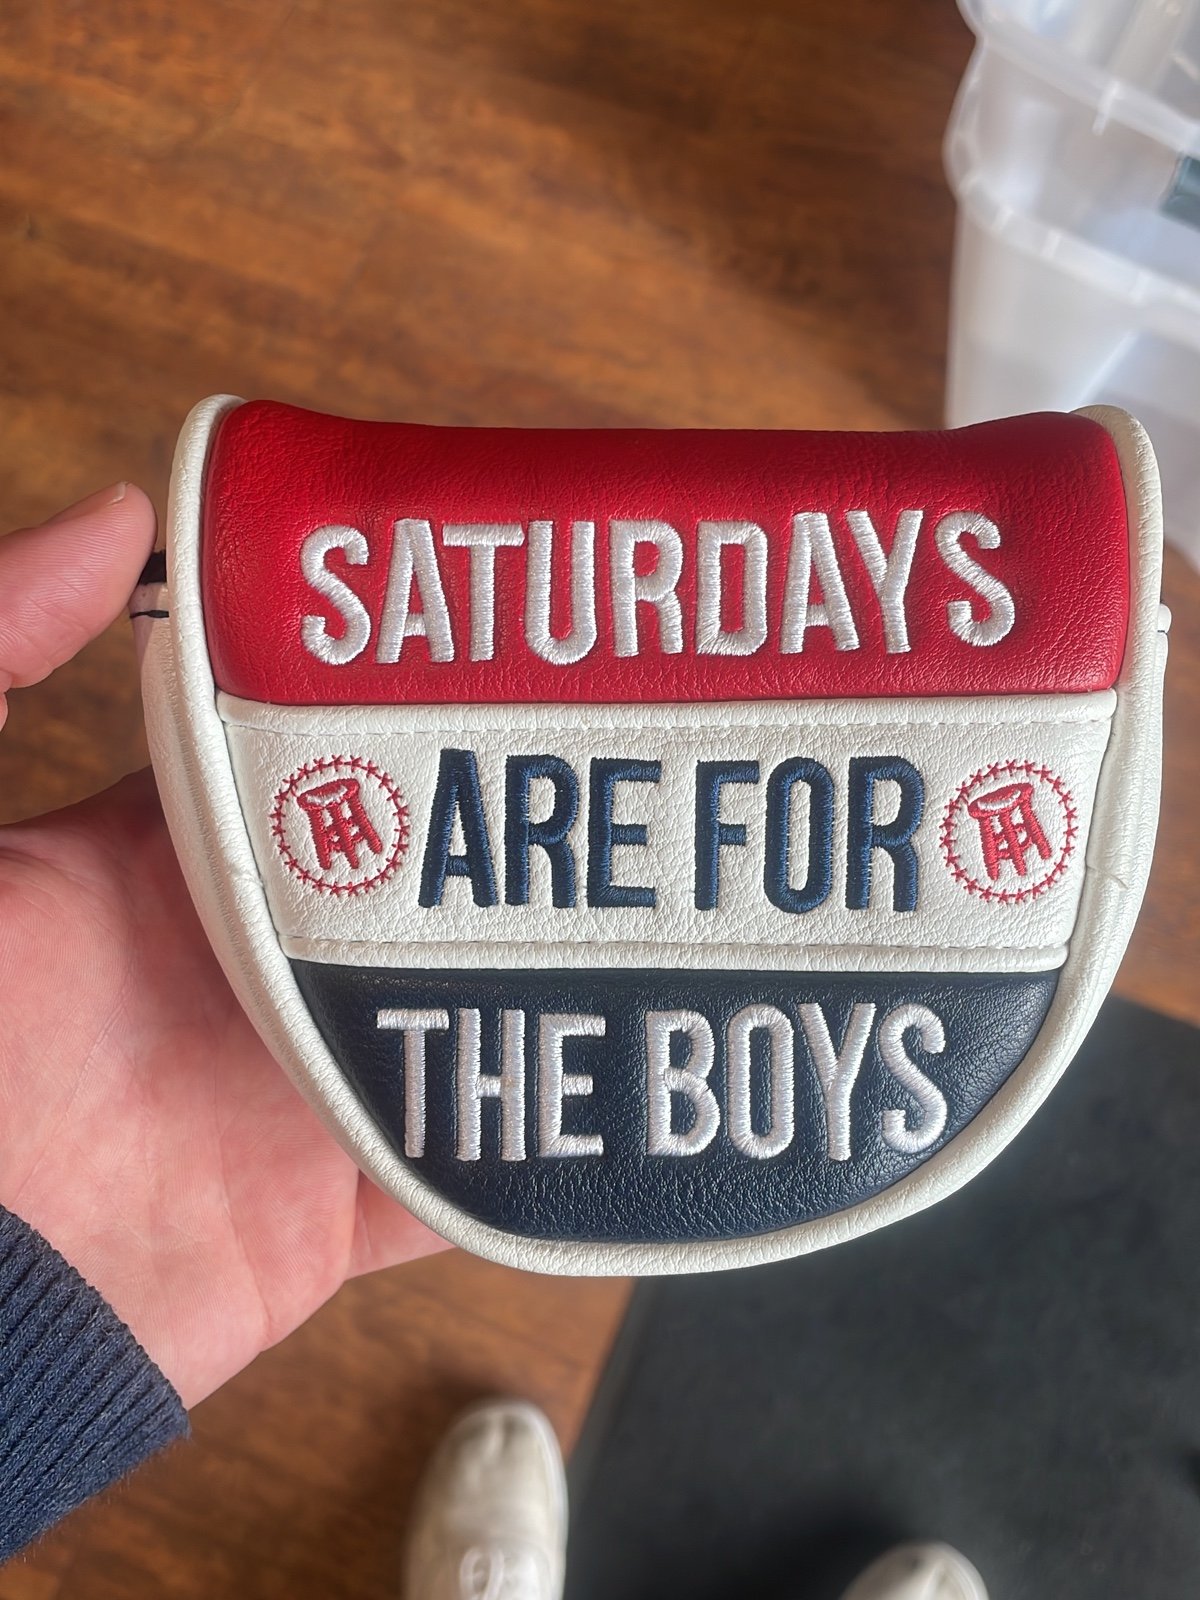 SATURDAYS
ARE FOR
THE BOYS